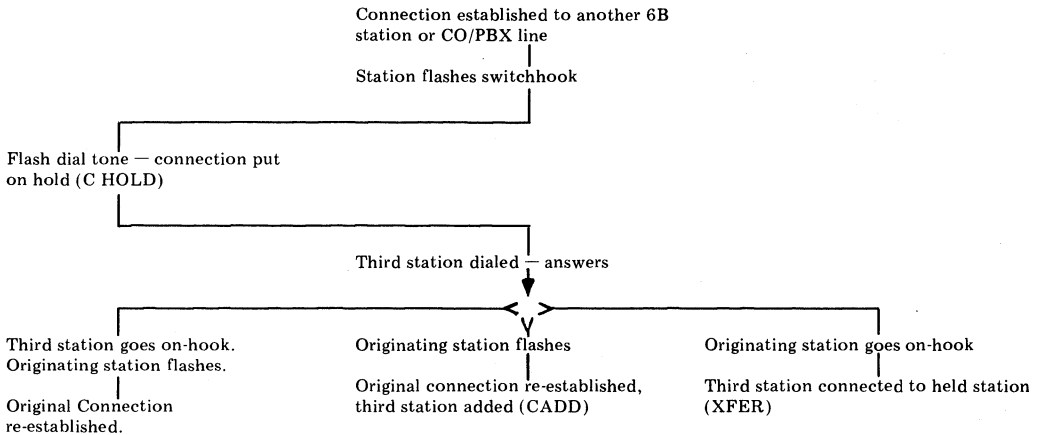 Connection established to another 6B
station or CO/PBX line
Station flashes switchhook
Flash dial tone — connection put
on hold (C HOLD)
Third station dialed — answers
Third station goes on-hook.
Originating station flashes.
Original Connection
re-established.
Originating station flashes
Original connection re-established,
third station added (CADD)
Originating station goes on-hook
Third station connected to held station
(XFER)